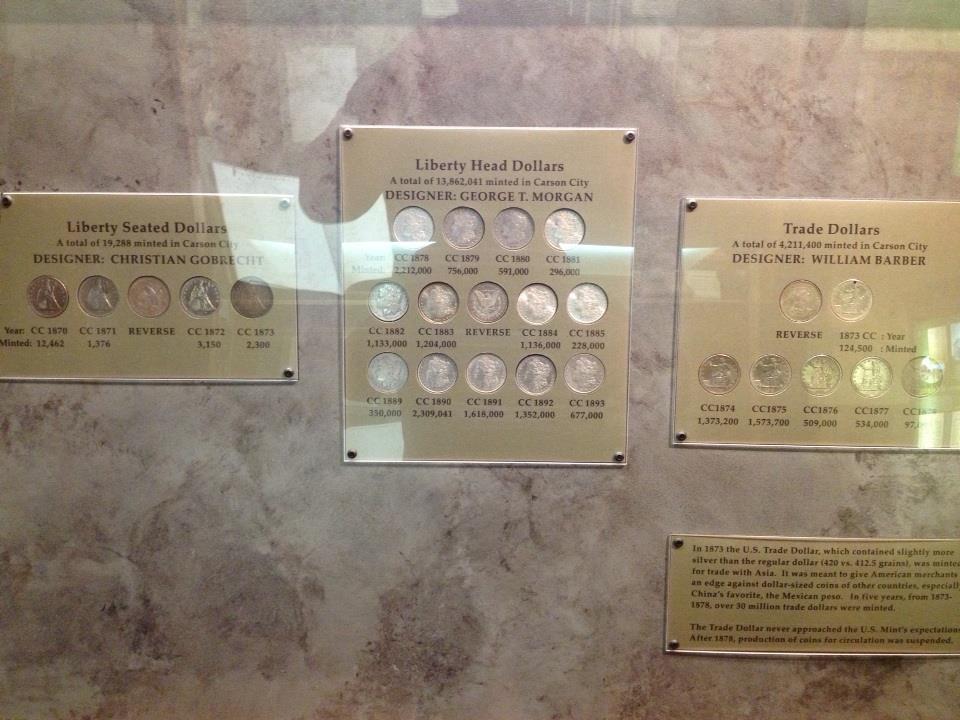 Liberty Seated Dollars
A total of 19,288 minted in Carson City
DESIGNER: CHRISTIAN GOBRECHT
Year: CC 1870 CC 1871 REVERSE CC 1872 CC 1873
Minted: 12,462 1,376 3,150 2,300
Liberty Head Dollars
A total of 13,862,041 minted in Carson City
DESIGNER: GEORGE T. MORGAN
Year: CC 1878 CC 1879 CC 1880 CC 1881
Minted: 2,212,000 756,000 591,000 296,000
CC 1882 CC 1883 REVERSE CC 1884 CC 1885
1,133,000 1,204,000 1,136,000 228,000
CC 1889 CC 1890 CC 1891 CC 1892 CC 1893
350,000 2,309,041 1,618,000 1,352,000 677,000
Trade Dollars
A total of 4,211,400 minted in Carson City
DESIGNER: WILLIAM BARBER
REVERSE 1873 CC : Year
124,500 : Minted
CC1874 CC1875 CC1876 CC1877
1,373,200 1,573,700 509,000 534,000
In 1873 the U.S. Trade Dollar, which contained slightly more
silver than the regular dollar (420 vs. 412.5 grains), was minted
for trade with Asia. It was meant to give American merchants
an edge against dollar-sized coins of other countries, especially
China's favorite, the Mexican peso. In five years, from 1873-
1878, over 30 million trade dollars were minted.
The Trade Dollar never approached the U.S. Mint's expectations.
After 1878, production of coins for circulation was suspended.